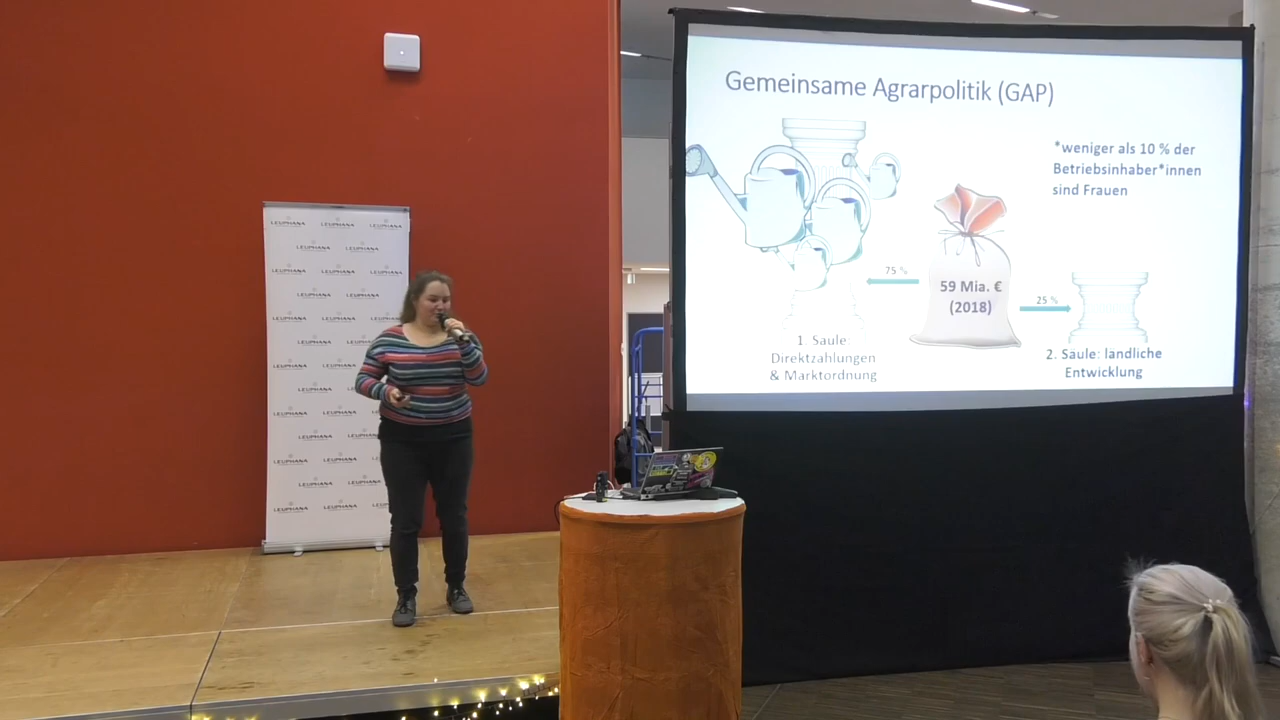 Gemeinsame Agrarpolitik (GAP)
*weniger als 10 % der
Betriebsinhaber*innen
sind Frauen
75 %
59 Mia. €
(2018)
25 %
1. Säule:
Direktzahlungen
& Marktordnung
2. Säule: ländliche
Entwicklung
LEUPHANA